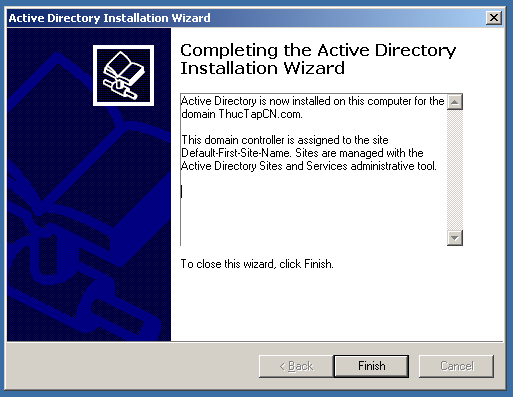 Active Directory Installation Wizard
Completing the Active Directory
Installation Wizard
Active Directory is now installed on this computer for the
domain ThucTapCN.com.
This domain controller is assigned to the site
Default-First-Site-Name. Sites are managed with the
Active Directory Sites and Services administrative tool.
To close this wizard, click Finish.
< Back
Finish
Cancel